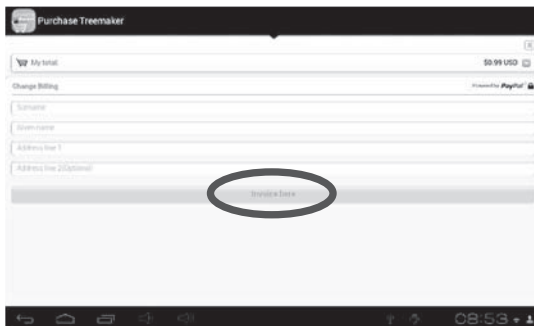 Purchase Treemaker
My total $0.99 USD
Change Billing Powered by PayPal
Surname
Given name
Address line 1
Address line 2 (Optional)
Invoice here
08:53